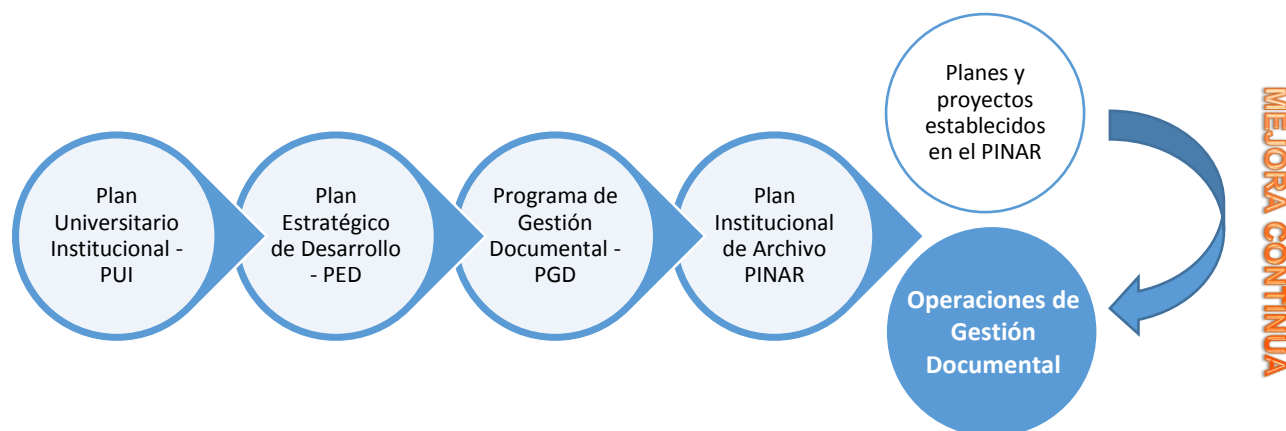 Plan
Universitario
Institucional -
PUI
Plan
Estratégico
de Desarrollo
- PED
Programa de
Gestión
Documental -
PGD
Plan
Institucional
de Archivo
PINAR
Planes y
proyectos
establecidos
en el PINAR
Operaciones de
Gestión
Documental
MEJORA CONTINUA